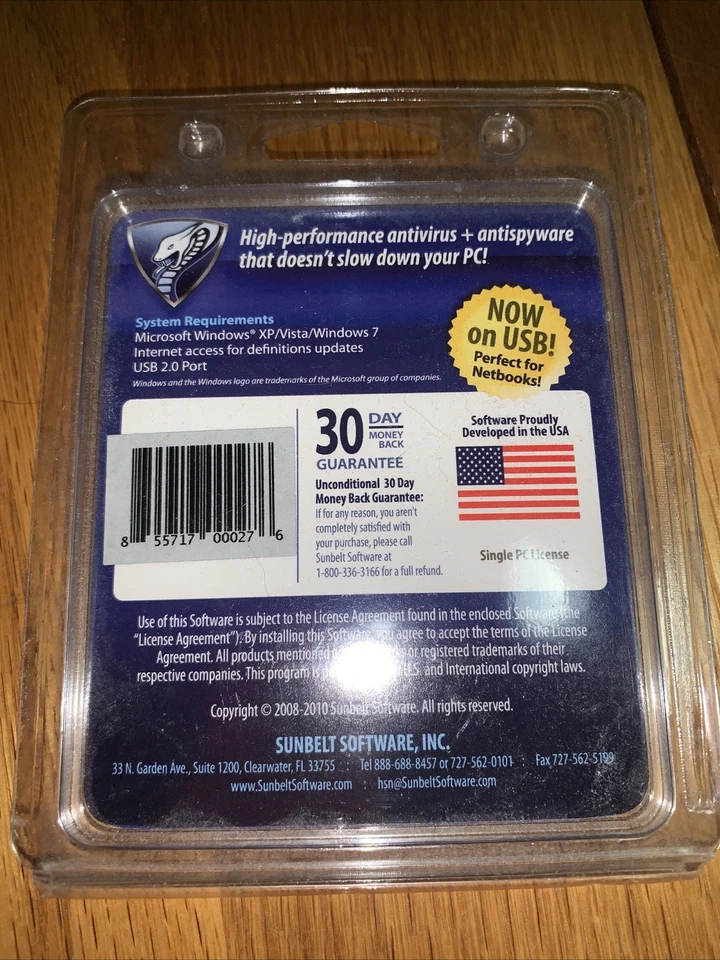 High-performance antivirus + antispyware
that doesn't slow down your PC!
System Requirements
Microsoft Windows® XP/Vista/Windows 7
Internet access for definitions updates
USB 2.0 Port
Windows and the Windows logo are trademarks of the Microsoft group of companies.
NOW
on USB!
Perfect for
Netbooks!
8 55717 00027 6
30 DAY
MONEY
BACK
GUARANTEE
Unconditional 30 Day
Money Back Guarantee:
If for any reason, you aren't
completely satisfied with
your purchase, please call
Sunbelt Software at
1-800-336-3166 for a full refund.
Software Proudly
Developed in the USA
Single PC License
Use of this Software is subject to the License Agreement found in the enclosed Software (the
"License Agreement"). By installing this Software, you agree to accept the terms of the License
Agreement. All products mentioned or registered trademarks of their
respective companies. This program is U.S. and International copyright laws.
Copyright © 2008-2010 Sunbelt Software. All rights reserved.
SUNBELT SOFTWARE, INC.
33 N. Garden Ave., Suite 1200, Clearwater, FL 33755 : Tel 888-688-8457 or 727-562-0101 : Fax 727-562-5199
www.SunbeltSoftware.com : hsn@SunbeltSoftware.com